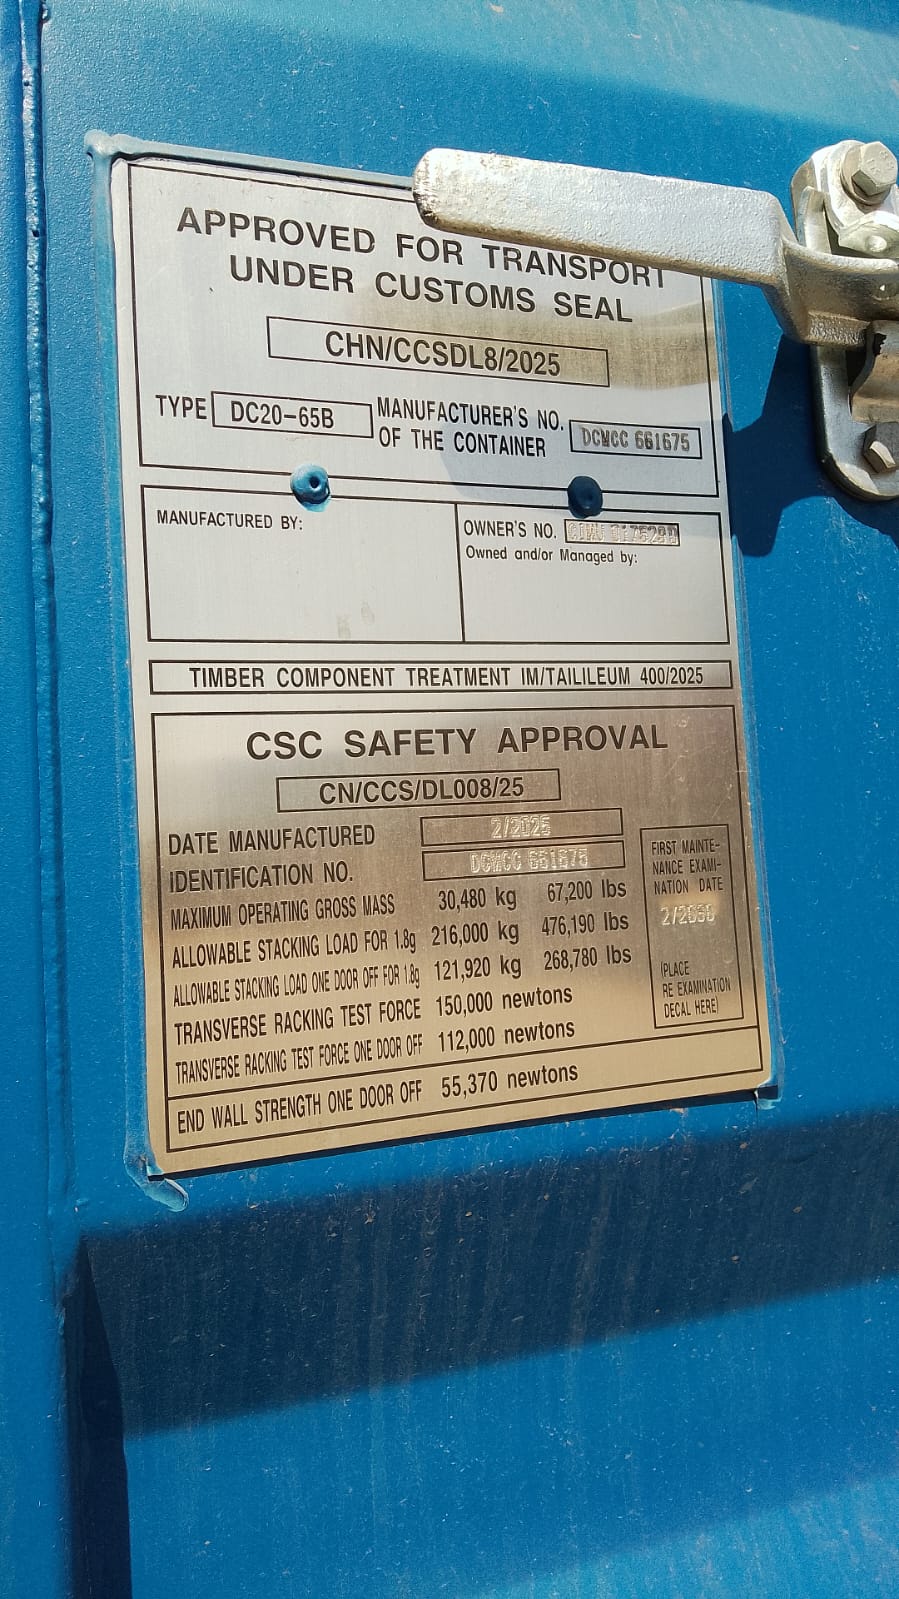 APPROVED FOR TRANSPORT
UNDER CUSTOMS SEAL
CHN/CCSDL8/2025
TYPE DC20-65B MANUFACTURER'S NO.
OF THE CONTAINER DCMCC 661675
MANUFACTURED BY:
OWNER'S NO.
Owned and/or Managed by:
TIMBER COMPONENT TREATMENT IM/TAILILEUM 400/2025
CSC SAFETY APPROVAL
CN/CCS/DL008/25
DATE MANUFACTURED 2/2025
IDENTIFICATION NO. DCMCC 661675
MAXIMUM OPERATING GROSS MASS 30,480 kg 67,200 lbs
ALLOWABLE STACKING LOAD FOR 1.8g 216,000 kg 476,190 lbs
ALLOWABLE STACKING LOAD ONE DOOR OFF FOR 1.8g 121,920 kg 268,780 lbs
TRANSVERSE RACKING TEST FORCE 150,000 newtons
TRANSVERSE RACKING TEST FORCE ONE DOOR OFF 112,000 newtons
END WALL STRENGTH ONE DOOR OFF 55,370 newtons
FIRST MAINTE-
NANCE EXAMI-
NATION DATE
2/2030
(PLACE
RE EXAMINATION
DECAL HERE)